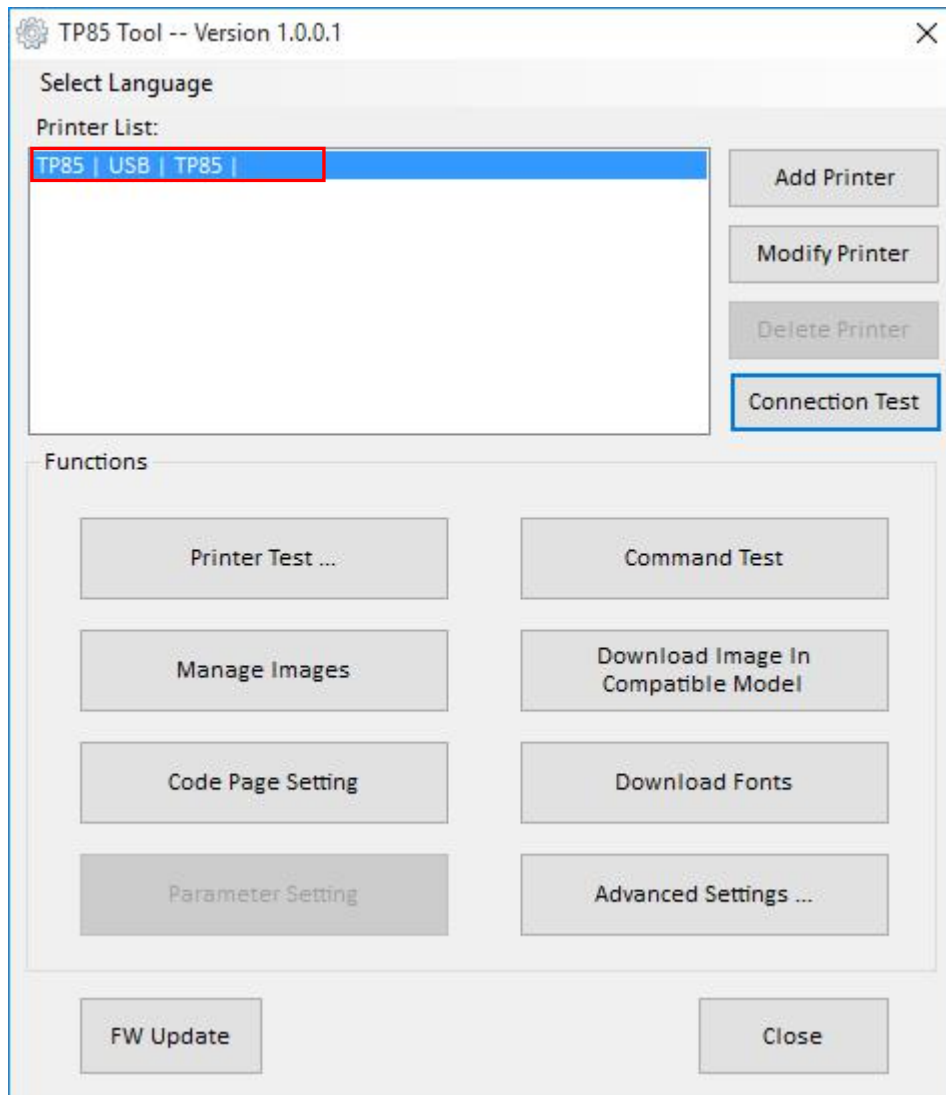 TP85 Tool -- Version 1.0.0.1
Select Language
Printer List:
TP85 | USB | TP85 |
Add Printer
Modify Printer
Delete Printer
Connection Test
Functions
Printer Test ...
Command Test
Manage Images
Download Image In
Compatible Model
Code Page Setting
Download Fonts
Parameter Setting
Advanced Settings ...
FW Update
Close